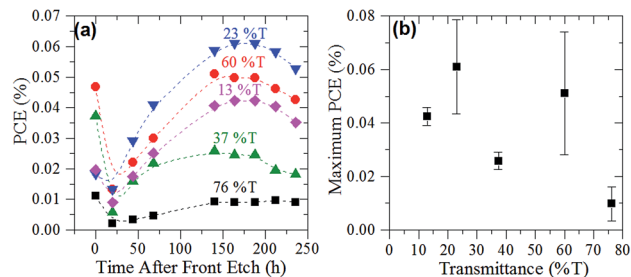 (a)
PCE (%)
0.07
0.06
0.05
0.04
0.03
0.02
0.01
0.00
23 %T
60 %T
13 %T
37 %T
76 %T
0 50 100 150 200 250
Time After Front Etch (h)
(b)
Maximum PCE (%)
0.08
0.06
0.04
0.02
0.00
0 10 20 30 40 50 60 70 80
Transmittance (%T)